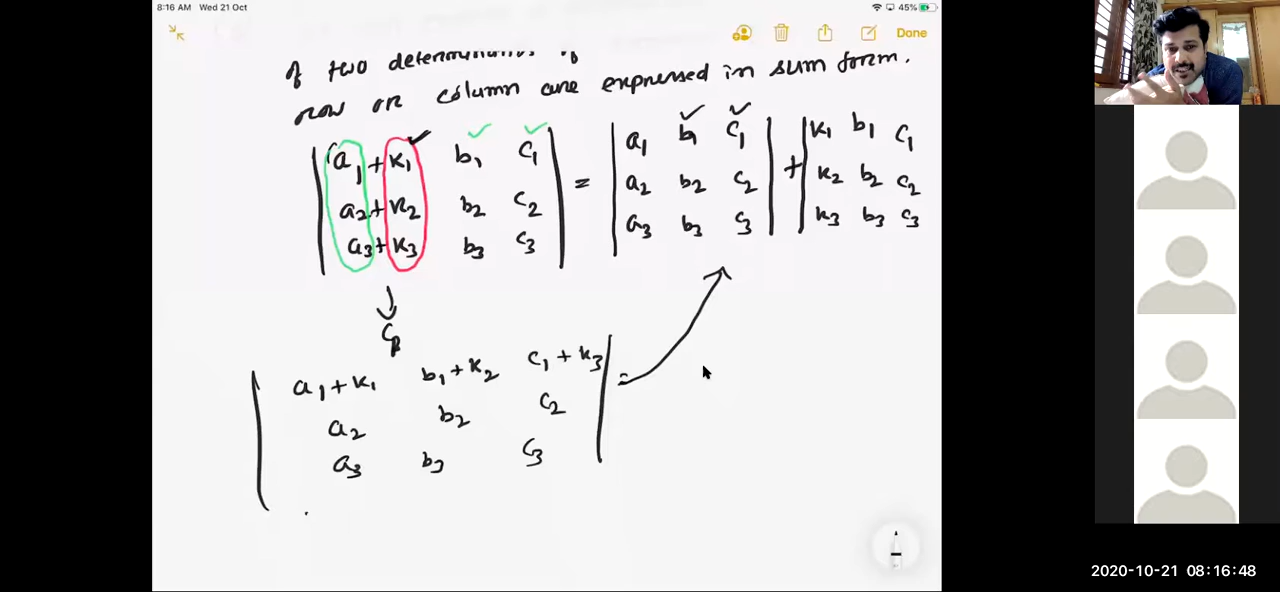 8:16 AM Wed 21 Oct
45%
Done
of two determinants of
row or column are expressed in sum form.
a1 + k1 b1 c1 = a1 b1 c1 + k1 b1 c1
a2 + k2 b2 c2 a2 b2 c2 k2 b2 c2
a3 + k3 b3 c3 a3 b3 c3 k3 b3 c3
a1 + k1 b1 + k2 c1 + k3 =
a2 b2 c2
a3 b3 c3
2020-10-21 08:16:48